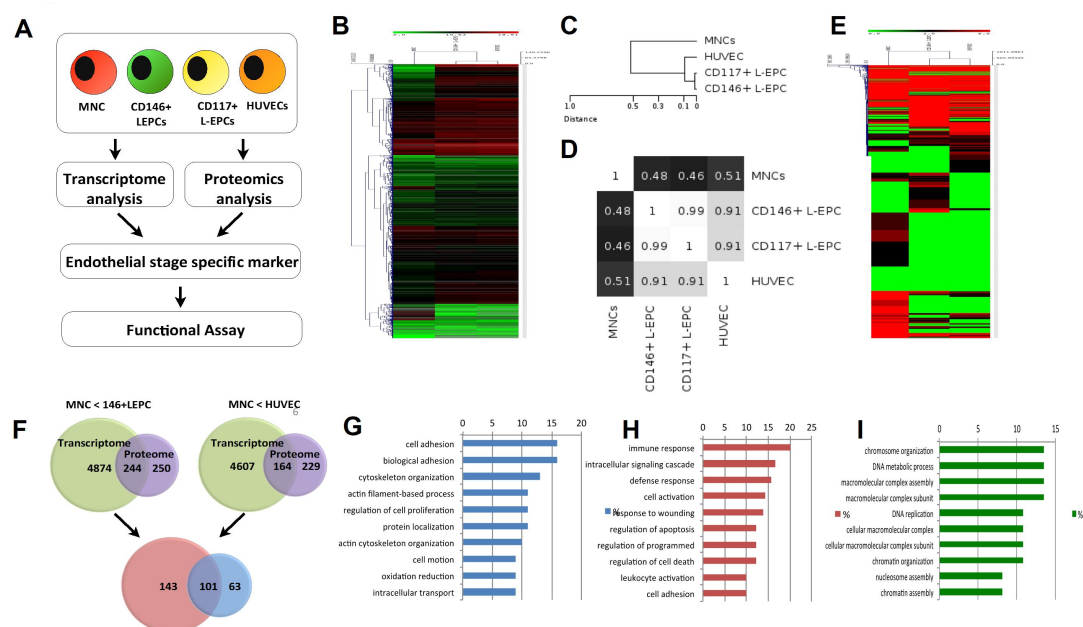 A
MNC
CD146+
LEPCs
CD117+
L-EPCs
HUVECs
Transcriptome
analysis
Proteomics
analysis
Endothelial stage specific marker
Functional Assay
B
C
MNCs
HUVEC
CD117+ L-EPC
CD146+ L-EPC
1.0
0.5
0.3
0.1
0
Distance
D
1
0.48
0.46
0.51
MNCs
0.48
1
0.99
0.91
CD146+ L-EPC
0.46
0.99
1
0.91
CD117+ L-EPC
0.51
0.91
0.91
1
HUVEC
MNCs
CD146+ L-EPC
CD117+ L-EPC
HUVEC
E
F
MNC < 146+LEPC
Transcriptome
Proteome
4874
244
250
MNC < HUVEC
6
Transcriptome
Proteome
4607
164
229
143
101
63
G
0 5 10 15 20
cell adhesion
biological adhesion
cytoskeleton organization
actin filament-based process
regulation of cell proliferation
protein localization
actin cytoskeleton organization
cell motion
oxidation reduction
intracellular transport
%
H
0 5 10 15 20 25
immune response
intracellular signaling cascade
defense response
cell activation
response to wounding
regulation of apoptosis
regulation of programmed
regulation of cell death
leukocyte activation
cell adhesion
%
I
0 5 10 15
chromosome organization
DNA metabolic process
macromolecular complex assembly
macromolecular complex subunit
DNA replication
cellular macromolecular complex
cellular macromolecular complex subunit
chromatin organization
nucleosome assembly
chromatin assembly
%